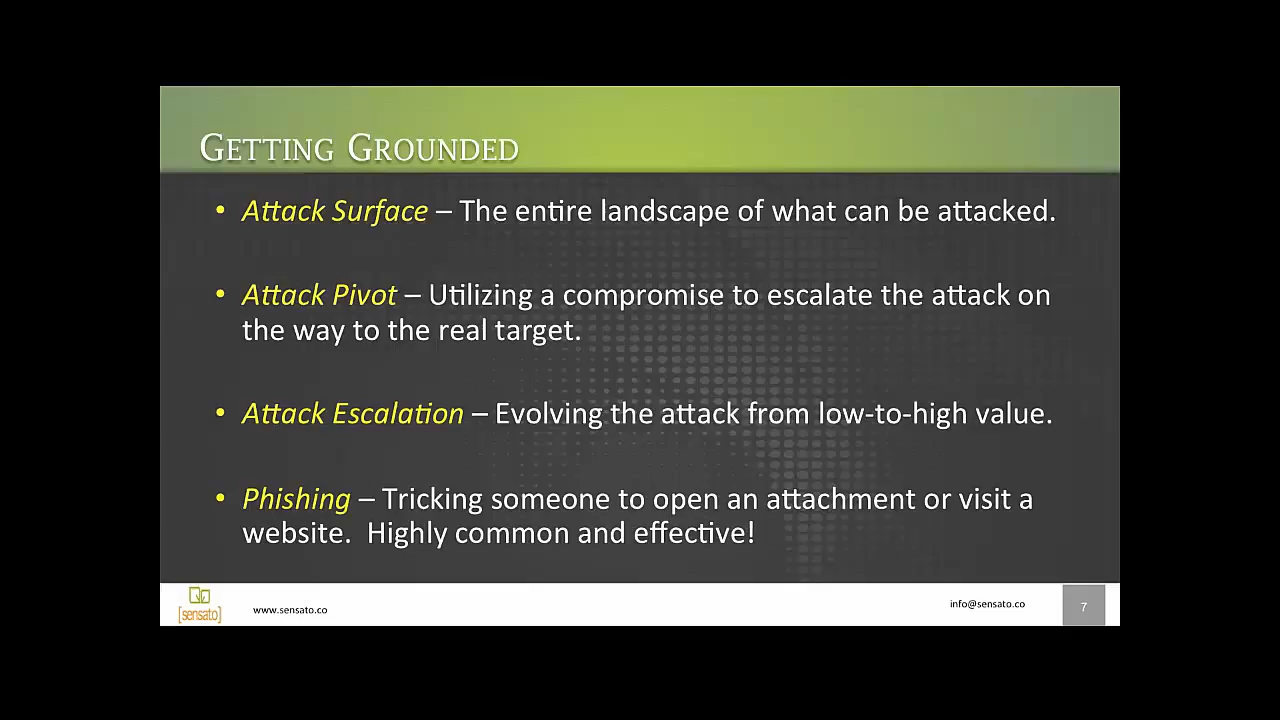 GETTING GROUNDED
• Attack Surface – The entire landscape of what can be attacked.
• Attack Pivot – Utilizing a compromise to escalate the attack on
the way to the real target.
• Attack Escalation – Evolving the attack from low-to-high value.
• Phishing – Tricking someone to open an attachment or visit a
website.  Highly common and effective!
[sensato]
www.sensato.co
info@sensato.co
7